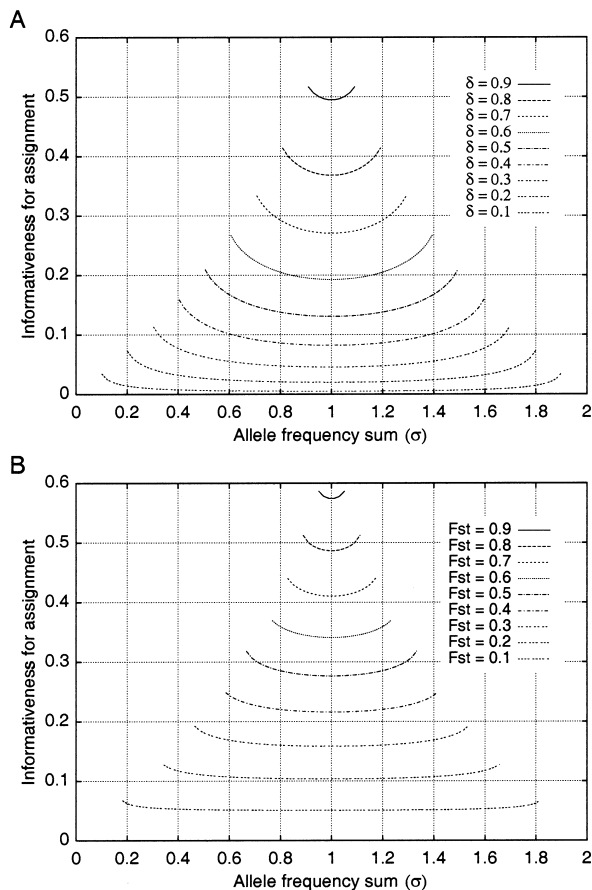 A
0.6
0.5
0.4
0.3
0.2
0.1
0
Informativeness for assignment
δ = 0.9
δ = 0.8
δ = 0.7
δ = 0.6
δ = 0.5
δ = 0.4
δ = 0.3
δ = 0.2
δ = 0.1
0 0.2 0.4 0.6 0.8 1 1.2 1.4 1.6 1.8 2
Allele frequency sum (σ)
B
0.6
0.5
0.4
0.3
0.2
0.1
0
Informativeness for assignment
Fst = 0.9
Fst = 0.8
Fst = 0.7
Fst = 0.6
Fst = 0.5
Fst = 0.4
Fst = 0.3
Fst = 0.2
Fst = 0.1
0 0.2 0.4 0.6 0.8 1 1.2 1.4 1.6 1.8 2
Allele frequency sum (σ)